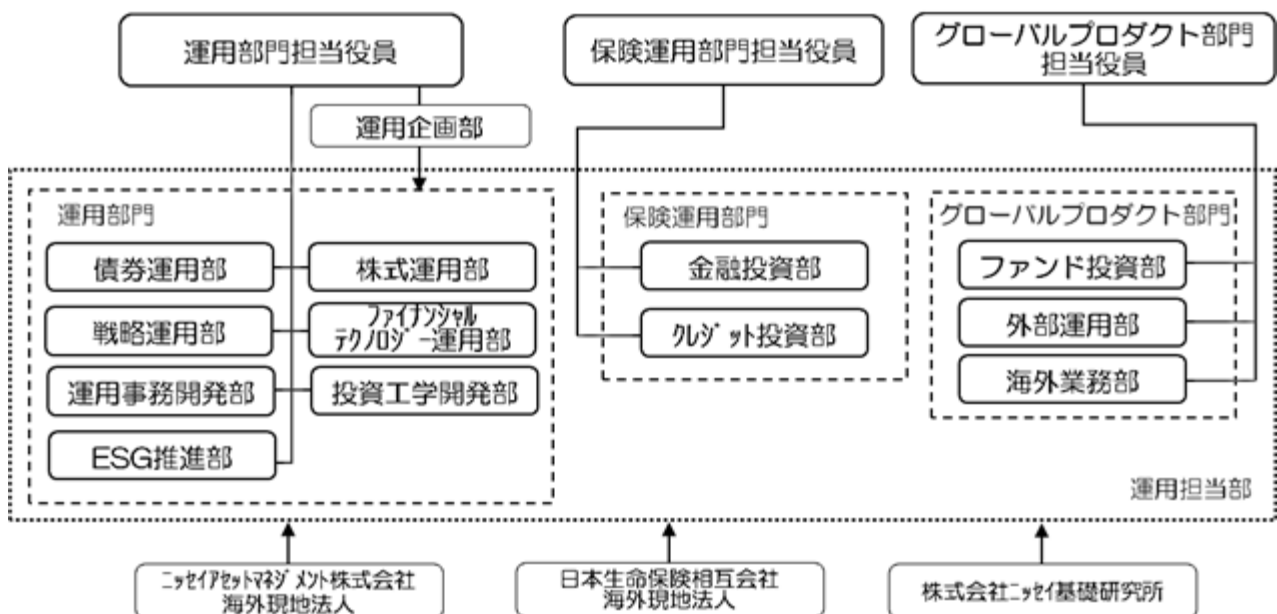 運用部門担当役員
保険運用部門担当役員
グローバルプロダクト部門
担当役員
運用企画部
運用部門
債券運用部
株式運用部
戦略運用部
ファイナンシャル
テクノロジー運用部
運用事務開発部
投資工学開発部
ESG推進部
保険運用部門
金融投資部
クレジット投資部
グローバルプロダクト部門
ファンド投資部
外部運用部
海外業務部
運用担当部
ニッセイアセットマネジメント株式会社
海外現地法人
日本生命保険相互会社
海外現地法人
株式会社ニッセイ基礎研究所